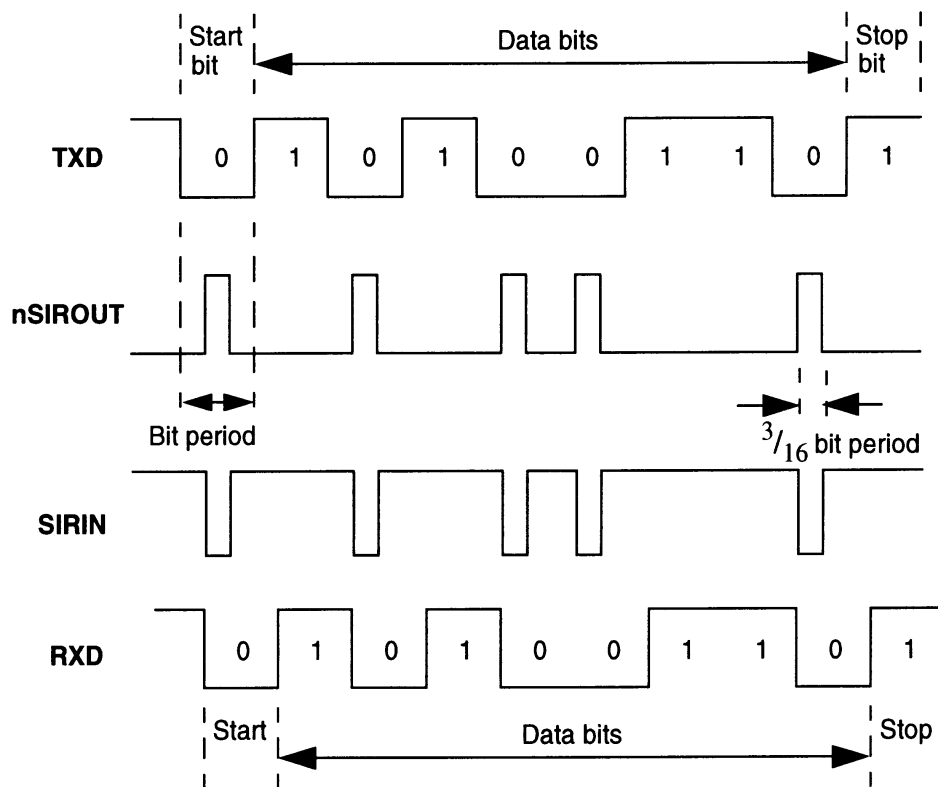 Start bit
Data bits
Stop bit
TXD
0 1 0 1 0 0 1 1 0 1
nSIROUT
Bit period
3/16 bit period
SIRIN
RXD
0 1 0 1 0 0 1 1 0 1
Start
Data bits
Stop